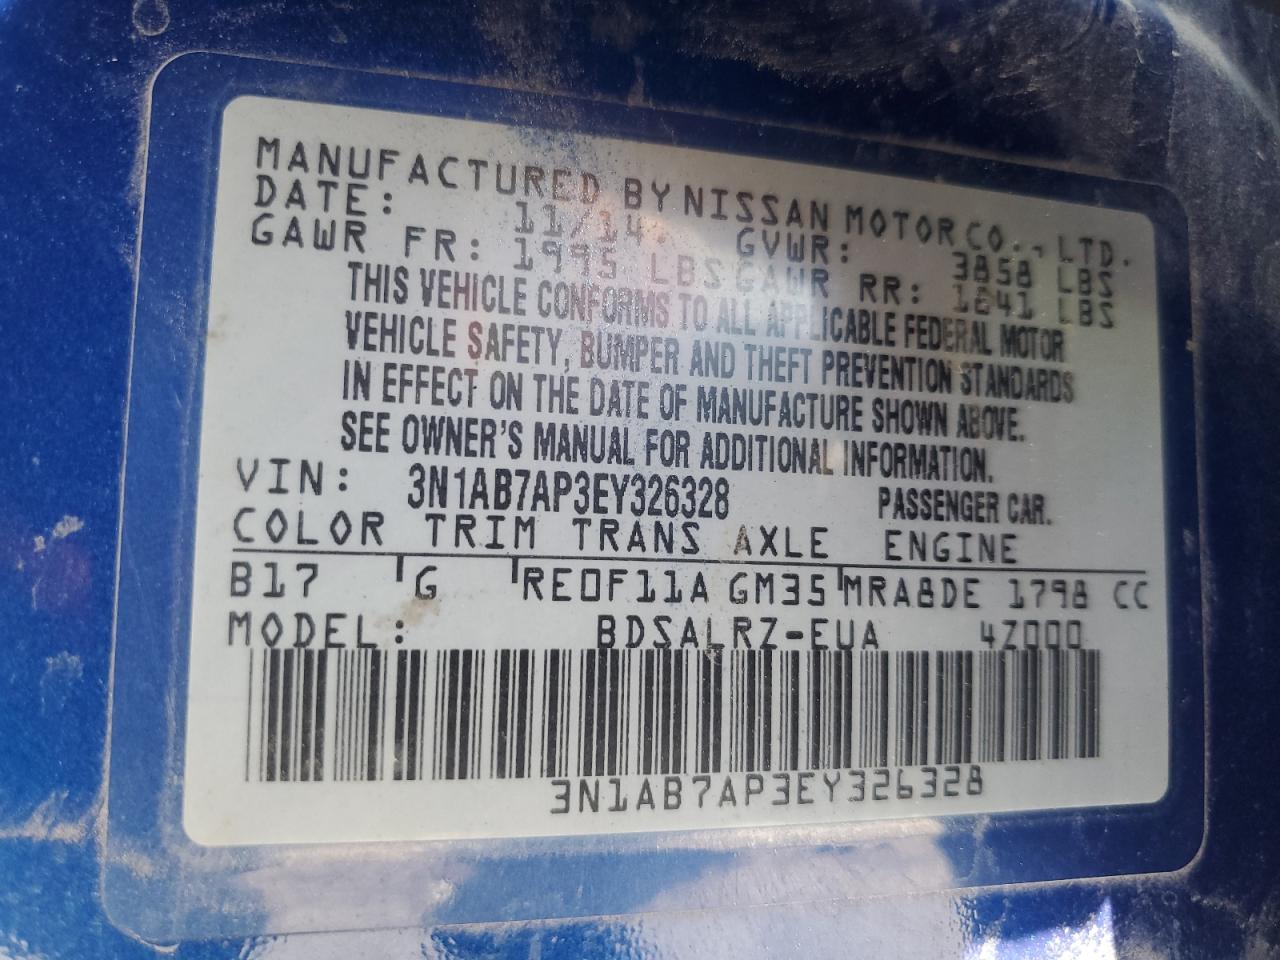 MANUFACTURED BY NISSAN MOTOR CO., LTD.
DATE: 11/14 GVWR: 3858 LBS
GAWR FR: 1995 LBS GAWR RR: 1841 LBS
THIS VEHICLE CONFORMS TO ALL APPLICABLE FEDERAL MOTOR
VEHICLE SAFETY, BUMPER AND THEFT PREVENTION STANDARDS
IN EFFECT ON THE DATE OF MANUFACTURE SHOWN ABOVE.
SEE OWNER'S MANUAL FOR ADDITIONAL INFORMATION.
VIN: 3N1AB7AP3EY326328 PASSENGER CAR.
COLOR TRIM TRANS AXLE ENGINE
B17 G RE0F11A GM35 MRA8DE 1798 CC
MODEL: BDSALRZ-EUA 4Z000
3N1AB7AP3EY326328